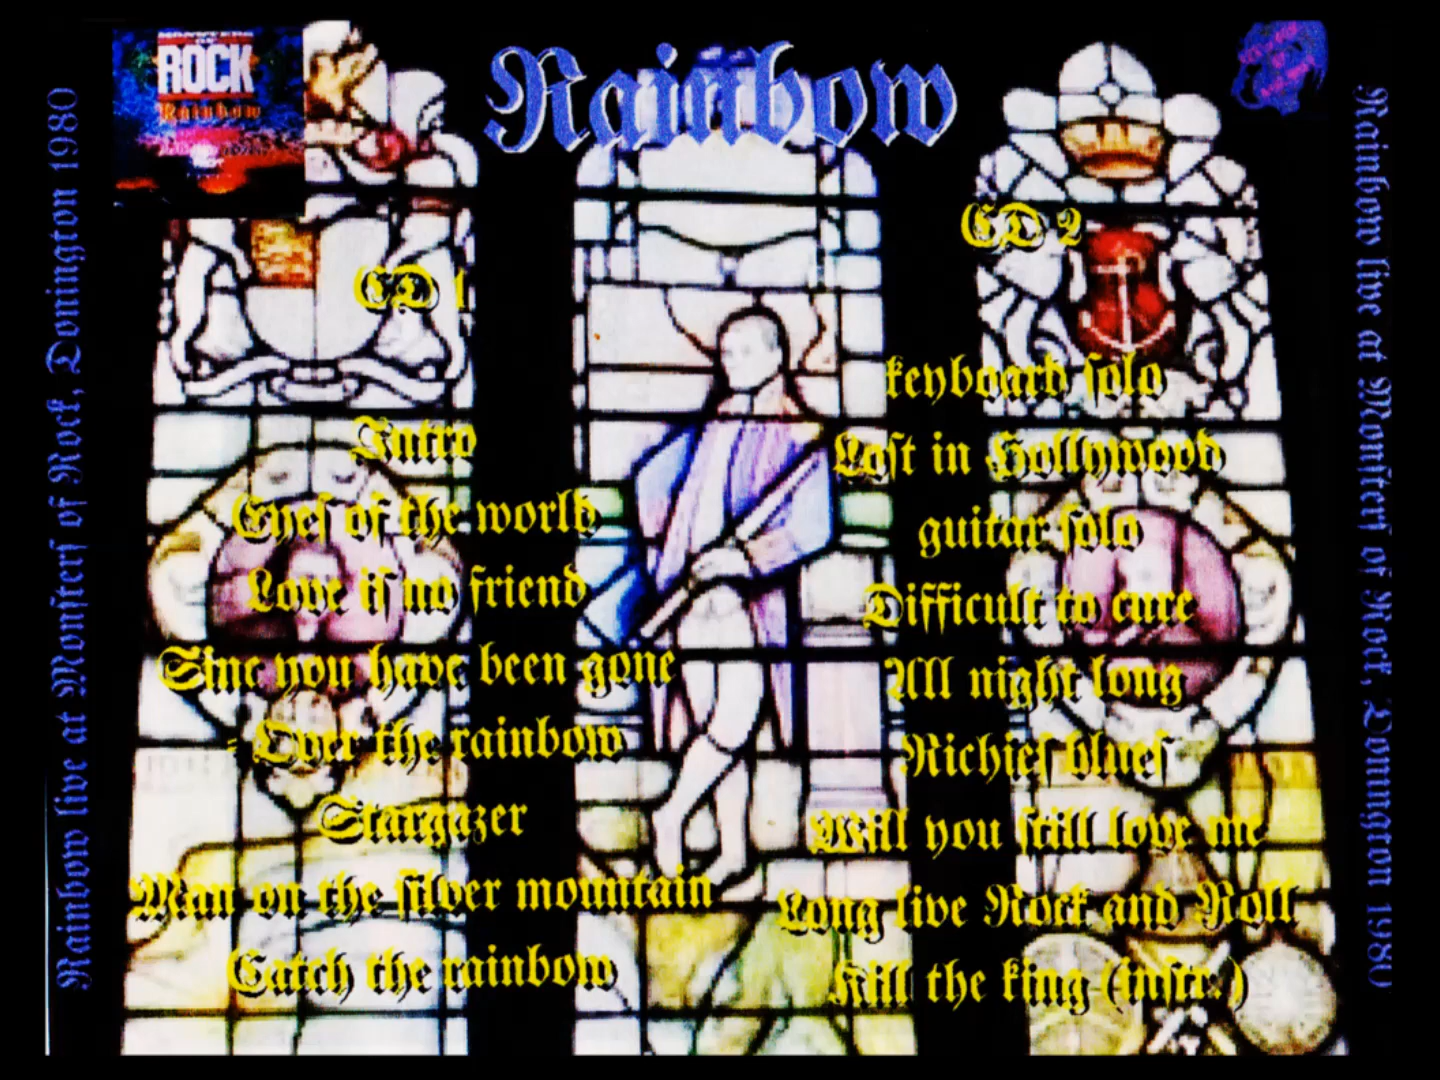 MONSTERS
OF
ROCK
Rainbow
Rainbow
Rainbow live at Monsters of Rock, Donington 1980
Rainbow live at Monsters of Rock, Donnington 1980
CD 1
Intro
Eyes of the world
Love is no friend
Sinc you have been gone
- Over the rainbow
Stargazer
Man on the silver mountain
Catch the rainbow
CD 2
keyboard solo
Lost in Hollywood
guitar solo
Difficult to cure
All night long
Richies blues
Will you still love me
Long live Rock and Roll
Kill the king (instr.)